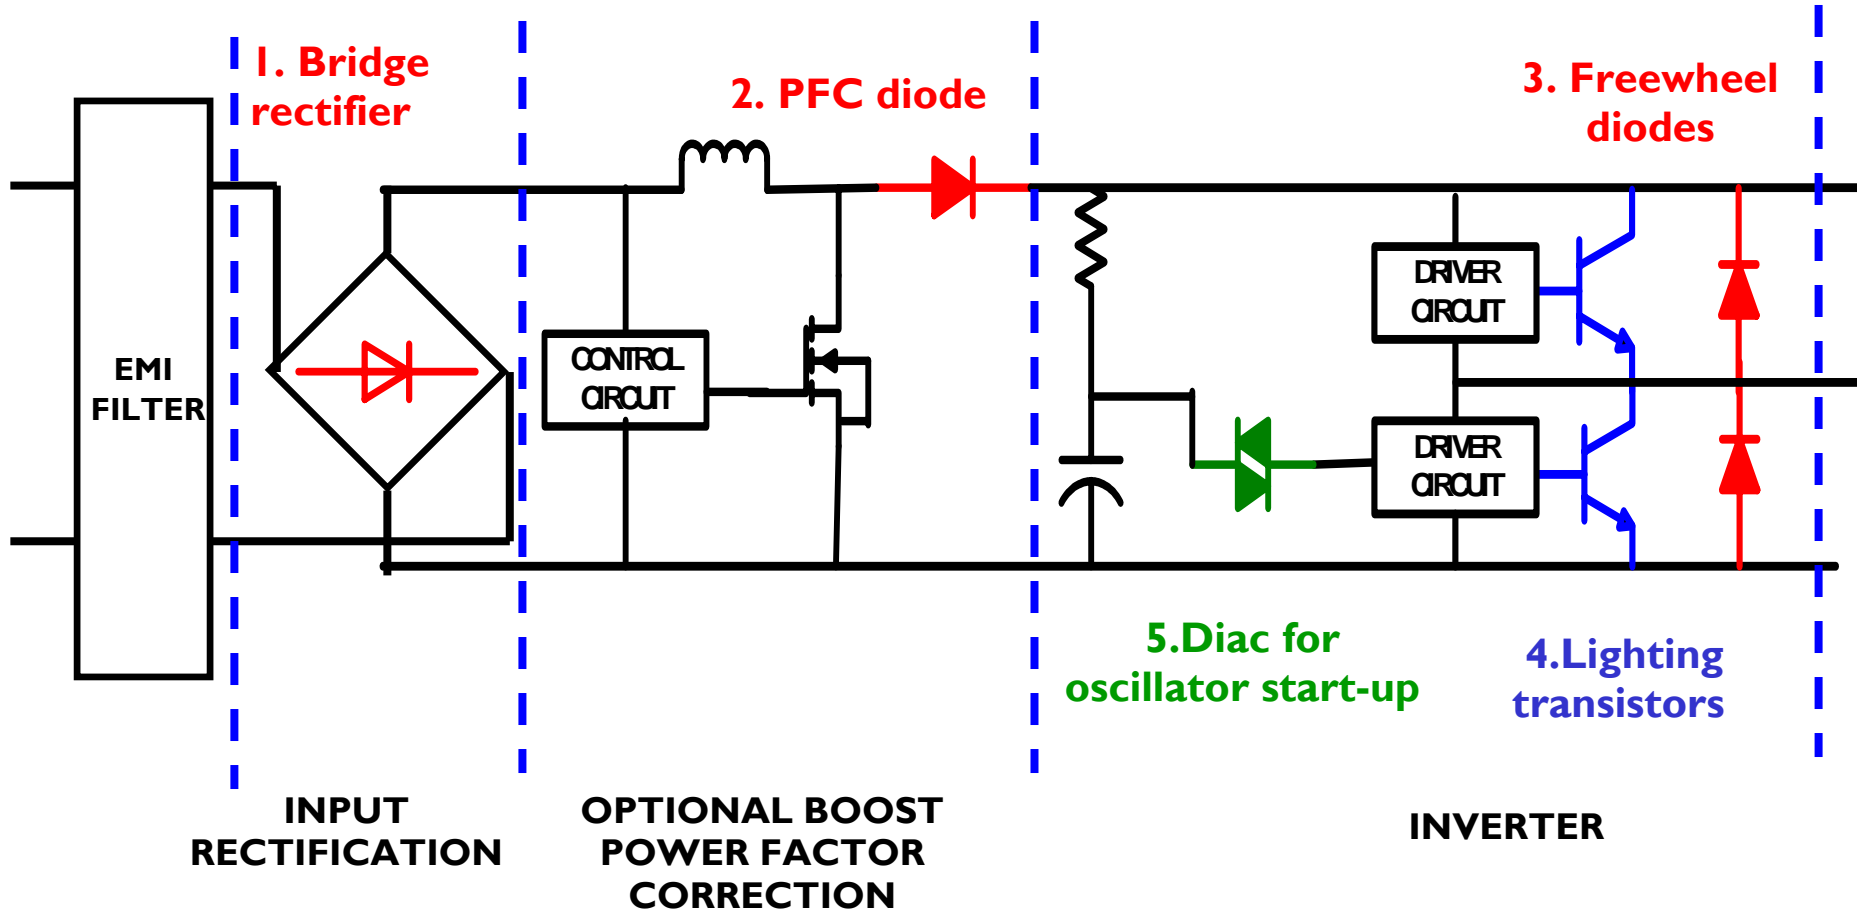 1. Bridge
rectifier
2. PFC diode
3. Freewheel
diodes
EMI
FILTER
CONTROL
CIRCUIT
DRIVER
CIRCUIT
DRIVER
CIRCUIT
5.Diac for
oscillator start-up
4.Lighting
transistors
INPUT
RECTIFICATION
OPTIONAL BOOST
POWER FACTOR
CORRECTION
INVERTER